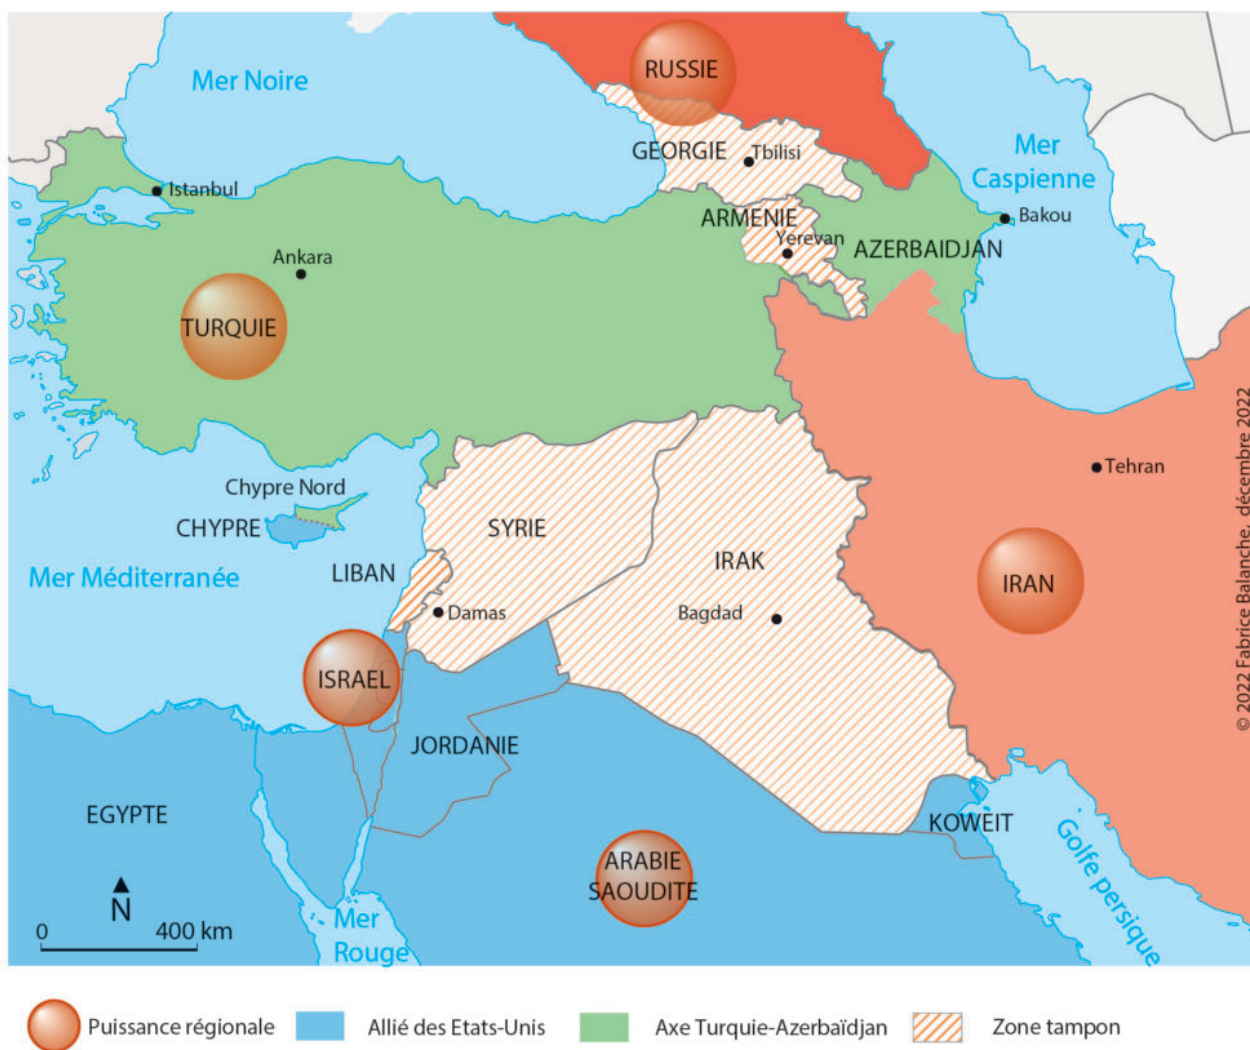 RUSSIE
Mer Noire
GEORGIE
Tbilisi
Mer
Caspienne
Istanbul
ARMENIE
Bakou
Yerevan
AZERBAIDJAN
Ankara
TURQUIE
Tehran
Chypre Nord
CHYPRE
SYRIE
IRAK
LIBAN
Mer Méditerranée
IRAN
Damas
Bagdad
ISRAEL
JORDANIE
EGYPTE
KOWEIT
ARABIE
SAOUDITE
Golfe persique
N
0 400 km
Mer
Rouge
© 2022 Fabrice Balanche, décembre 2022
Puissance régionale
Allié des Etats-Unis
Axe Turquie-Azerbaïdjan
Zone tampon